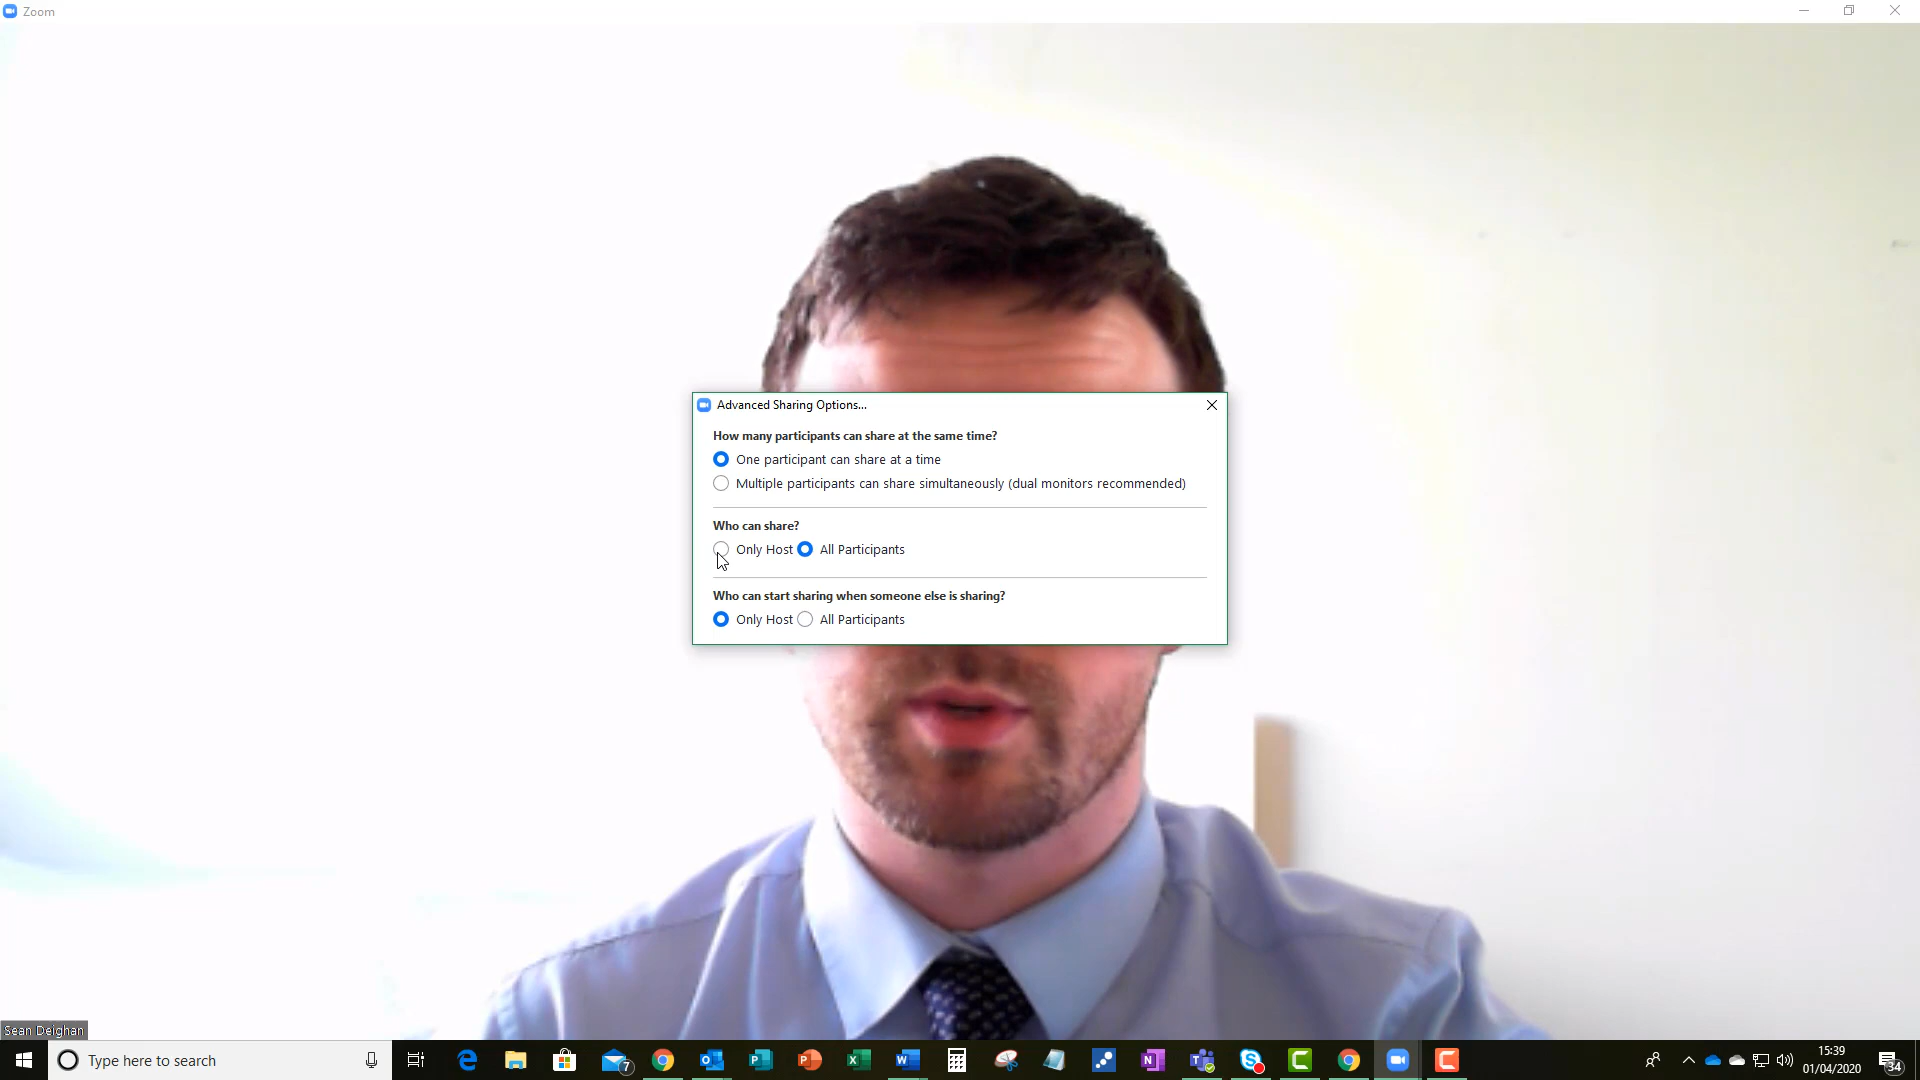 Zoom
Advanced Sharing Options...
How many participants can share at the same time?
One participant can share at a time
Multiple participants can share simultaneously (dual monitors recommended)
Who can share?
Only Host All Participants
Who can start sharing when someone else is sharing?
Only Host All Participants
Sean Deighan
Type here to search
7
15:39
01/04/2020
34